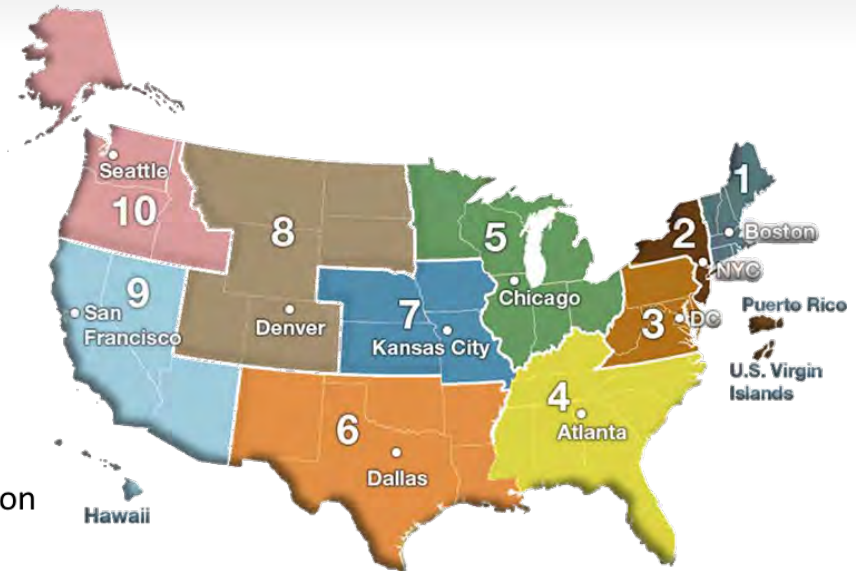 Seattle
10
8
9
San
Francisco
Denver
7
Kansas City
5
Chicago
1
2
Boston
NYC
3
DC
Puerto Rico
U.S. Virgin
Islands
4
Atlanta
6
Dallas
on
Hawaii